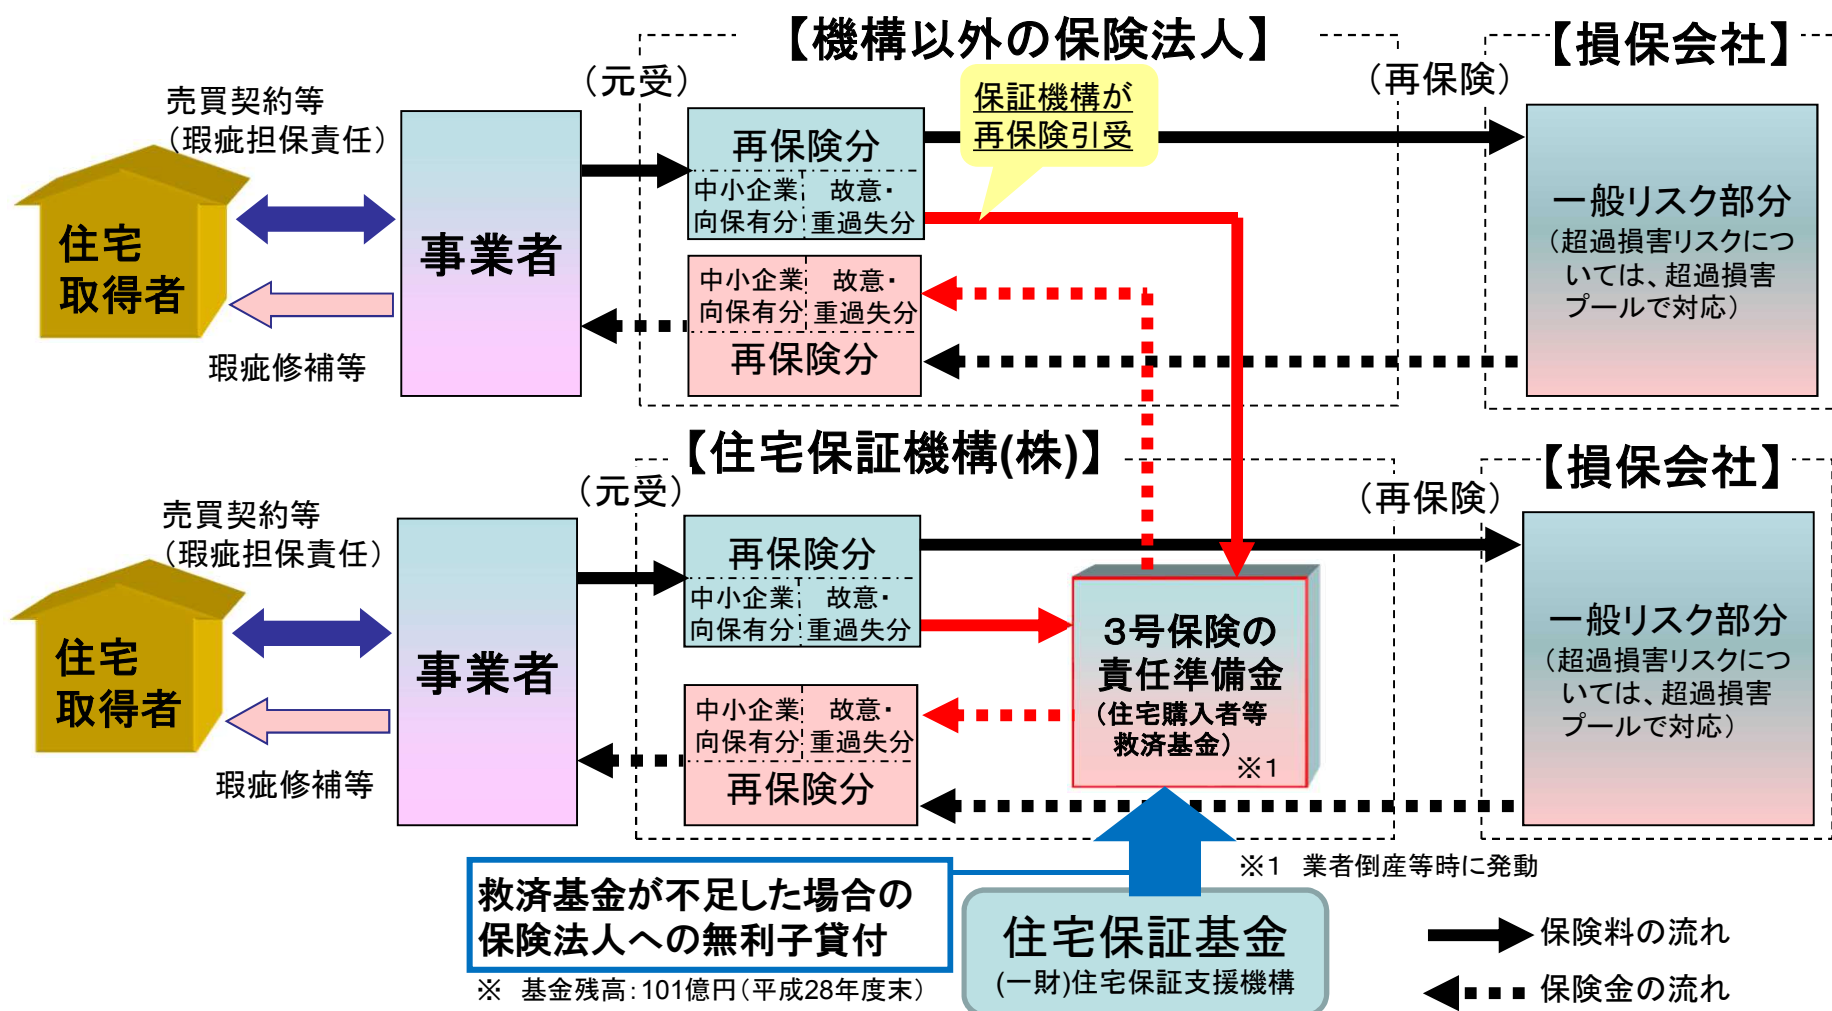 【機構以外の保険法人】
【損保会社】
（元受）
（再保険）
売買契約等
（瑕疵担保責任）
保証機構が
再保険引受
住宅
取得者
事業者
再保険分
中小企業
向保有分
故意・
重過失分
中小企業
向保有分
故意・
重過失分
再保険分
一般リスク部分
（超過損害リスクにつ
いては、超過損害
プールで対応）
瑕疵修補等
【住宅保証機構(株)】
【損保会社】
（元受）
（再保険）
売買契約等
（瑕疵担保責任）
住宅
取得者
事業者
再保険分
中小企業
向保有分
故意・
重過失分
中小企業
向保有分
故意・
重過失分
再保険分
３号保険の
責任準備金
（住宅購入者等
救済基金）
※１
一般リスク部分
（超過損害リスクにつ
いては、超過損害
プールで対応）
瑕疵修補等
※１　業者倒産等時に発動
救済基金が不足した場合の
保険法人への無利子貸付
※　基金残高：101億円（平成28年度末）
住宅保証基金
(一財)住宅保証支援機構
保険料の流れ
保険金の流れ